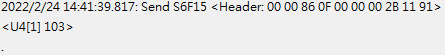 2022/2/24 14:41:39.817: Send S6F15 <Header: 00 00 86 0F 00 00 00 2B 11 91>
<U4[1] 103>
.